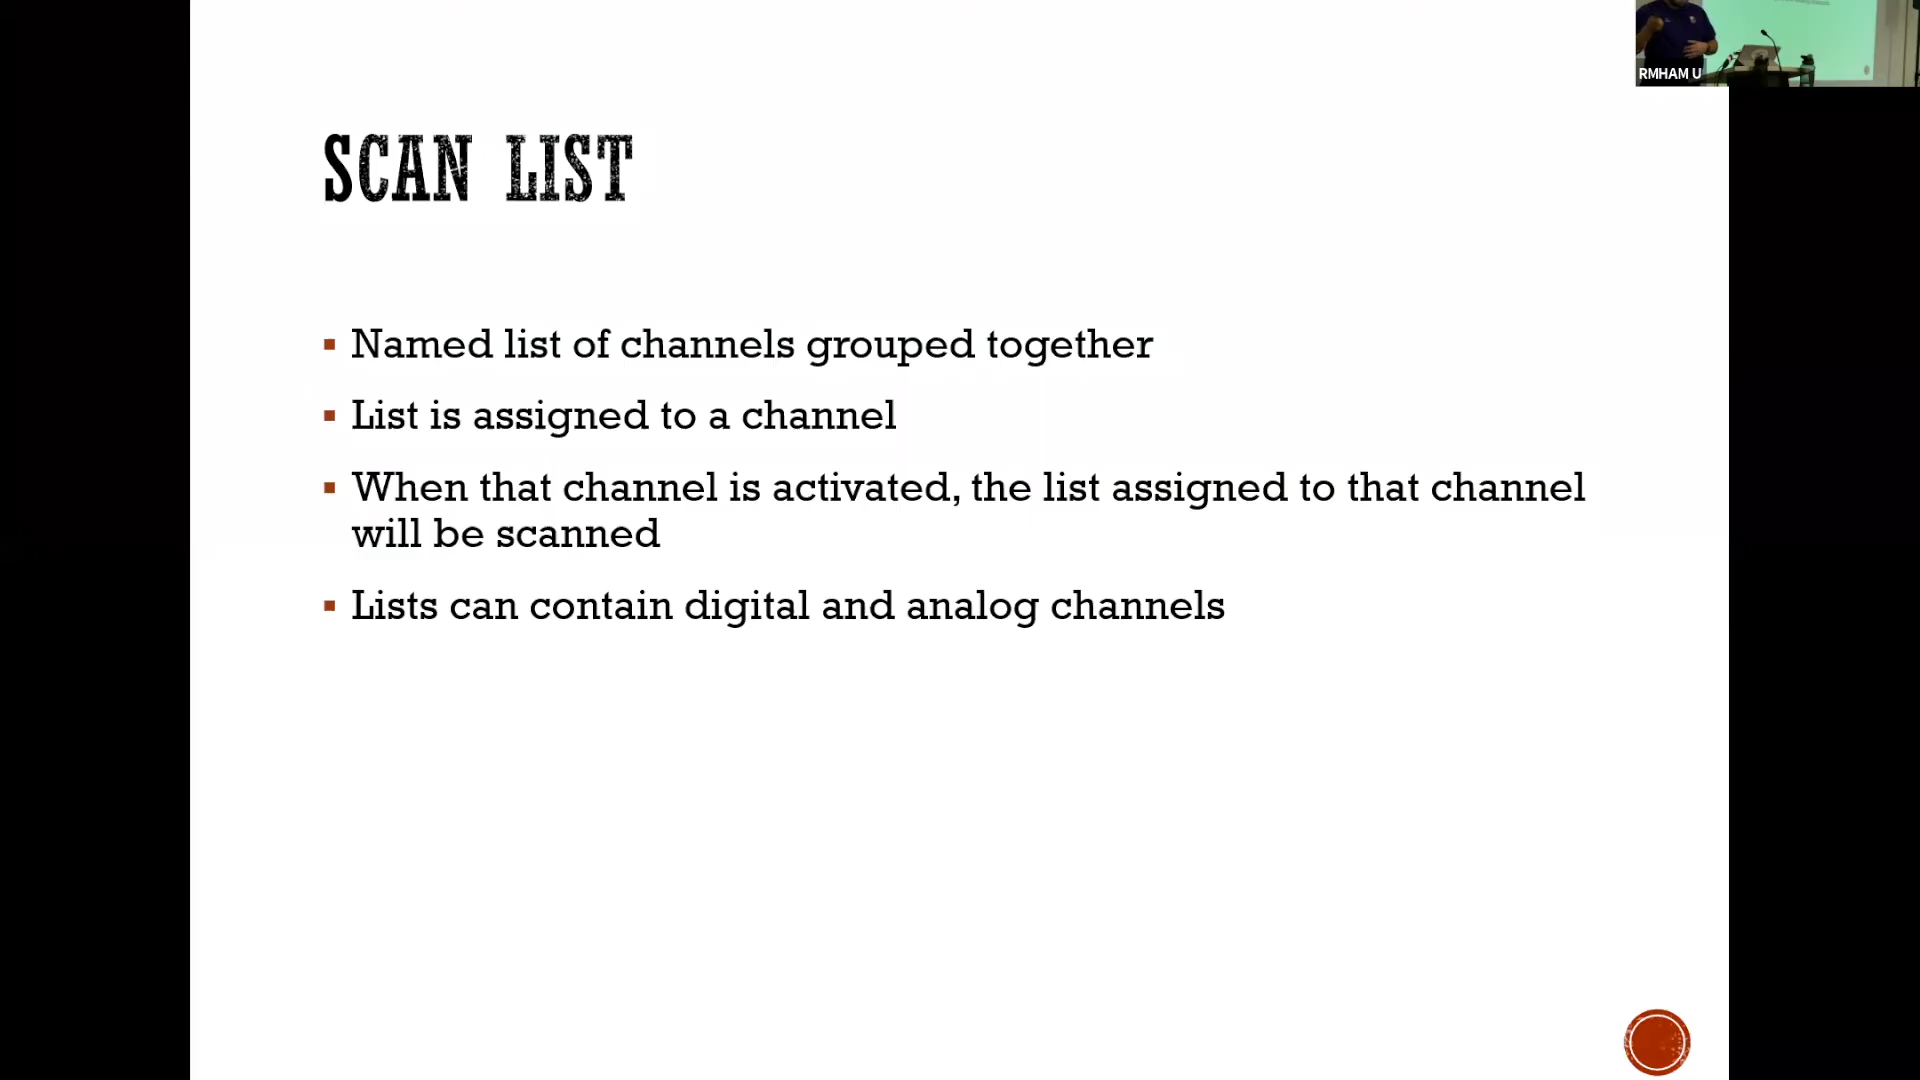 RMHAM U
SCAN LIST
Named list of channels grouped together
List is assigned to a channel
When that channel is activated, the list assigned to that channel
will be scanned
Lists can contain digital and analog channels